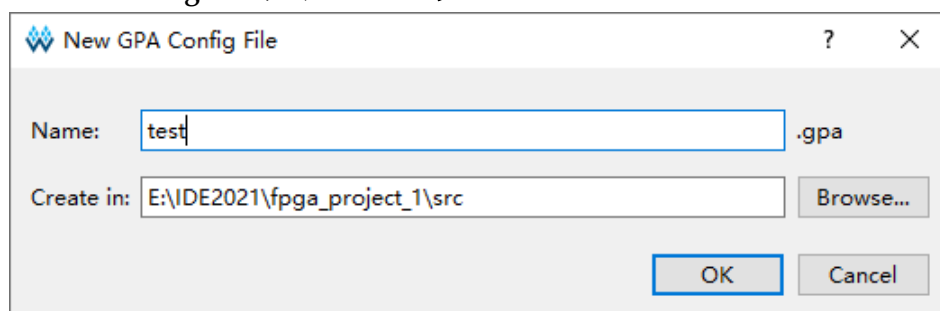 New GPA Config File ? ×
Name: test .gpa
Create in: E:\IDE2021\fpga_project_1\src Browse...
OK Cancel